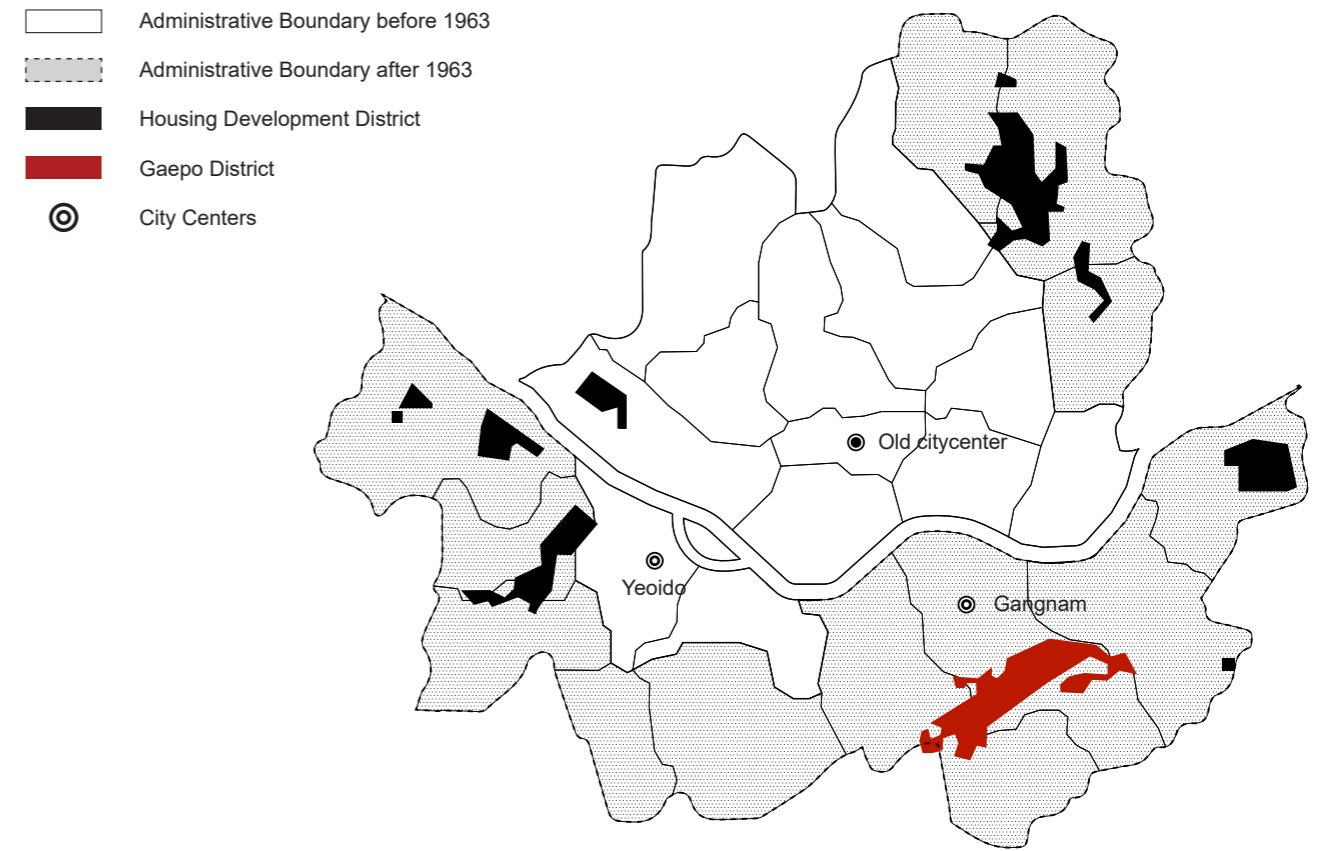 Administrative Boundary before 1963
Administrative Boundary after 1963
Housing Development District
Gaepo District
City Centers
Old citycenter
Yeoido
Gangnam